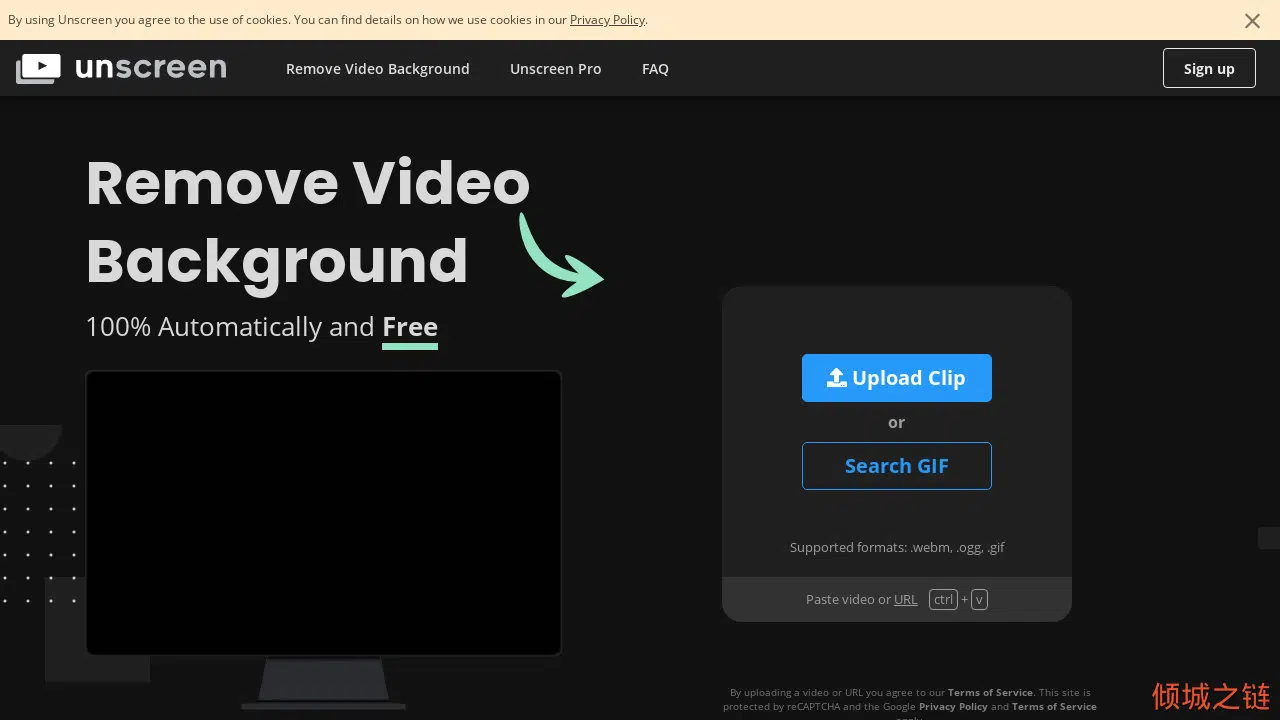 By using Unscreen you agree to the use of cookies. You can find details on how we use cookies in our Privacy Policy.
unscreen
Remove Video Background
Unscreen Pro
FAQ
Sign up
Remove Video
Background
100% Automatically and Free
Upload Clip
or
Search GIF
Supported formats: .webm, .ogg, .gif
Paste video or URL ctrl + v
By uploading a video or URL you agree to our Terms of Service. This site is
protected by reCAPTCHA and the Google Privacy Policy and Terms of Service
倾城之链